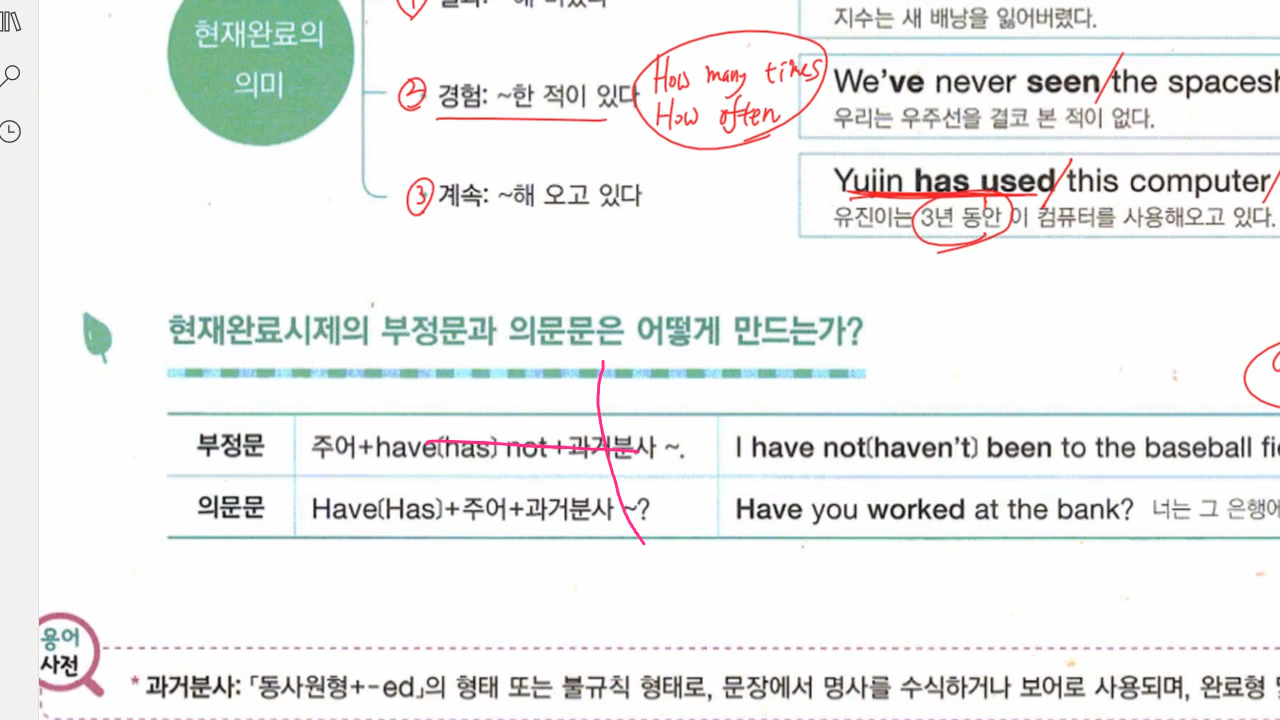 현재완료의
의미
① 결과: ~해 버렸다
지수는 새 배낭을 잃어버렸다.
② 경험: ~한 적이 있다
How many times
How often
We've never seen the spacesh
우리는 우주선을 결코 본 적이 없다.
③ 계속: ~해 오고 있다
Yujin has used this computer
유진이는 3년 동안 이 컴퓨터를 사용해오고 있다.
현재완료시제의 부정문과 의문문은 어떻게 만드는가?
부정문 주어+have(has) not+과거분사 ~. I have not(haven't) been to the baseball fie
의문문 Have(Has)+주어+과거분사 ~? Have you worked at the bank? 너는 그 은행에
용어
사전
* 과거분사: 「동사원형+-ed」의 형태 또는 불규칙 형태로, 문장에서 명사를 수식하거나 보어로 사용되며, 완료형 및